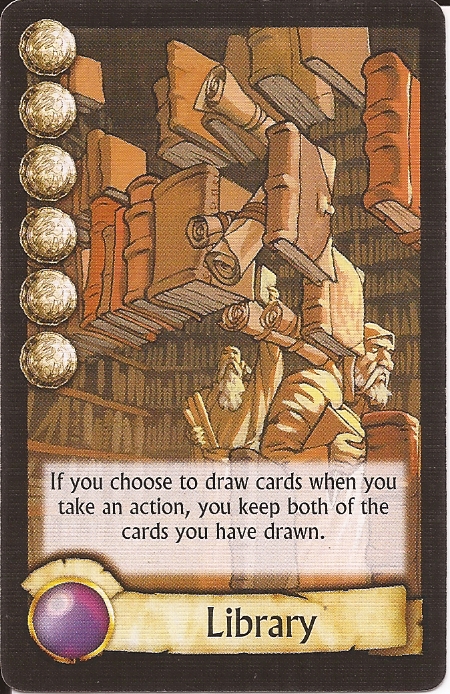 If you choose to draw cards when you
take an action, you keep both of the
cards you have drawn.
Library